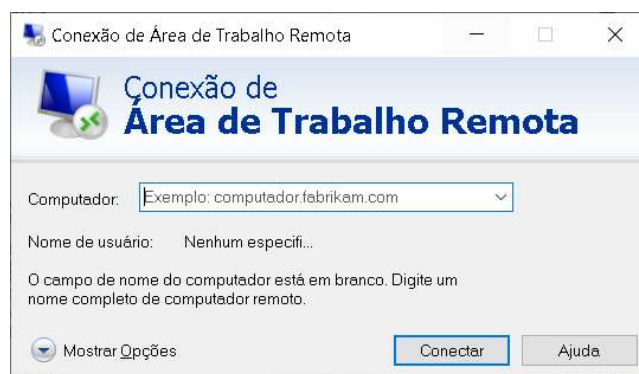 Conexão de Área de Trabalho Remota
Conexão de
Área de Trabalho Remota
Computador: Exemplo: computador.fabrikam.com
Nome de usuário: Nenhum especifi...
O campo de nome do computador está em branco. Digite um
nome completo de computador remoto.
Mostrar Opções Conectar Ajuda